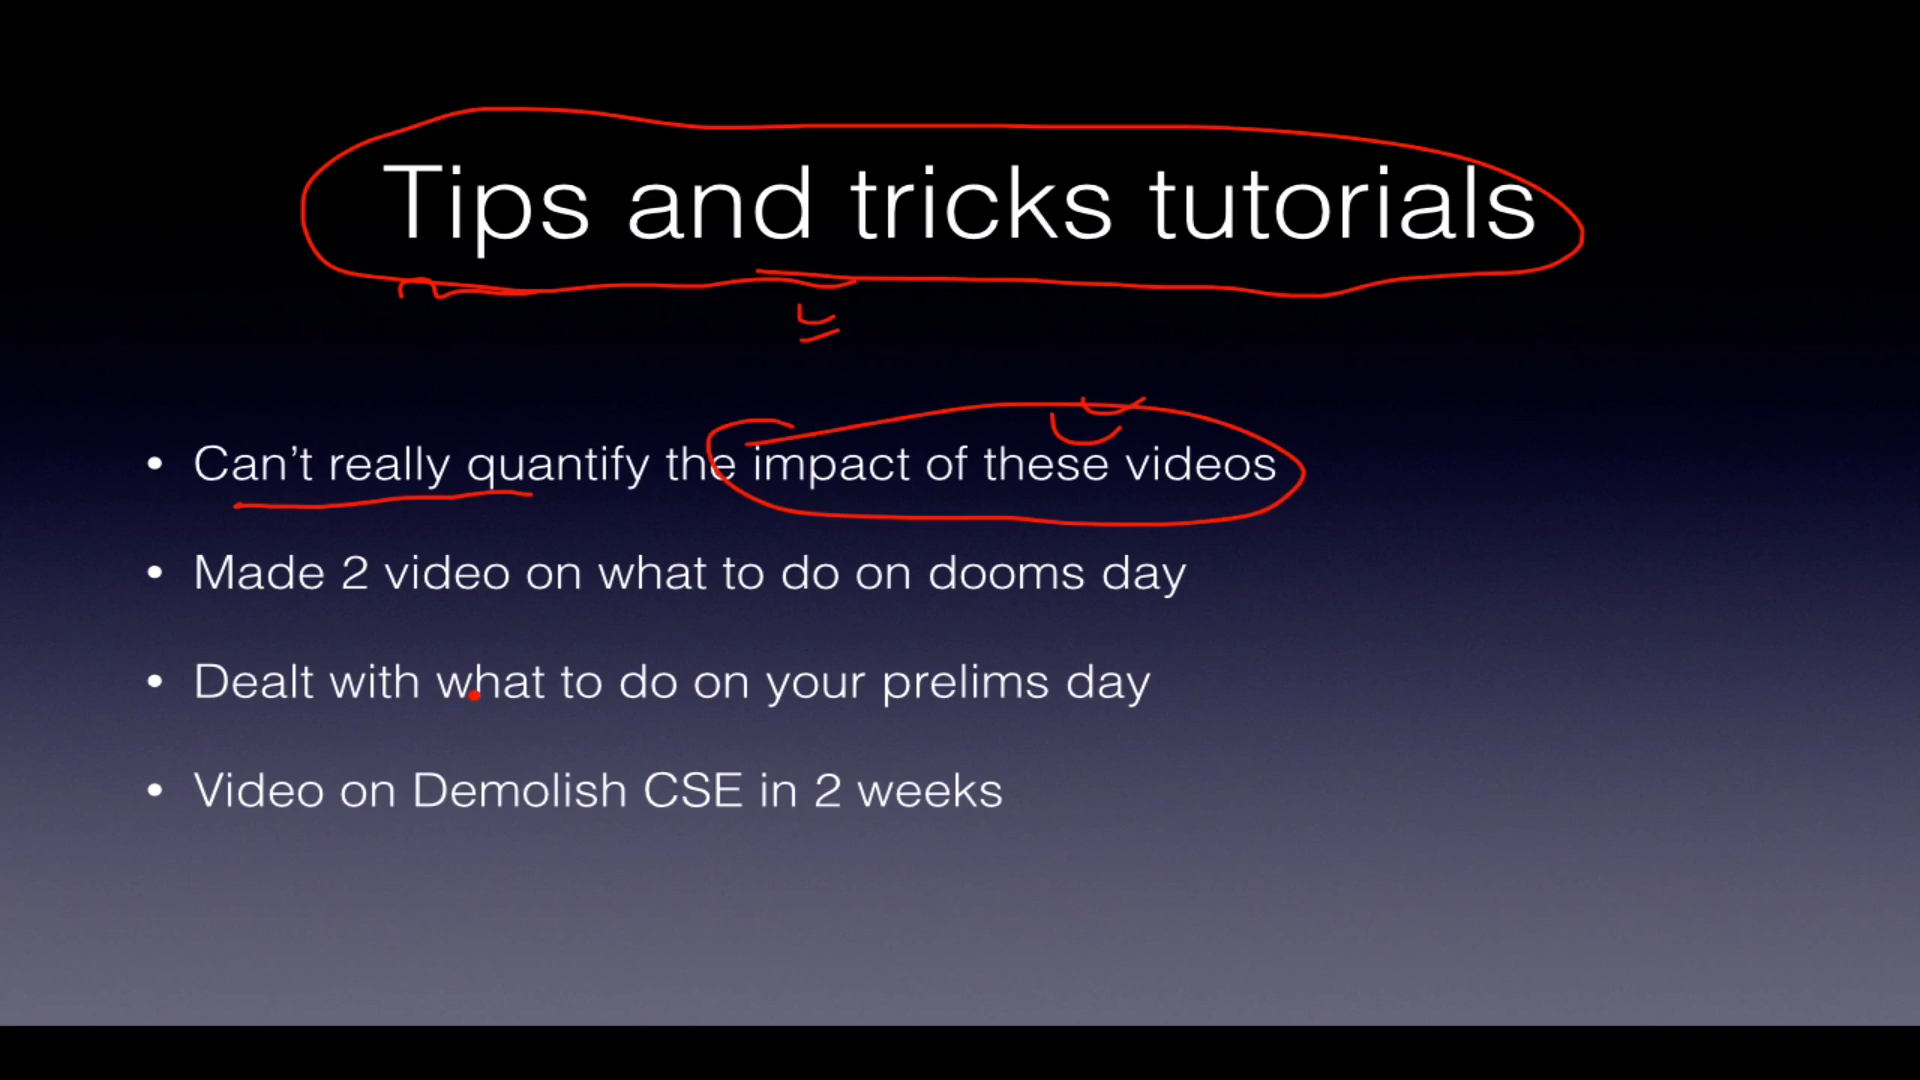 Tips and tricks tutorials
• Can't really quantify the impact of these videos
• Made 2 video on what to do on dooms day
• Dealt with what to do on your prelims day
• Video on Demolish CSE in 2 weeks